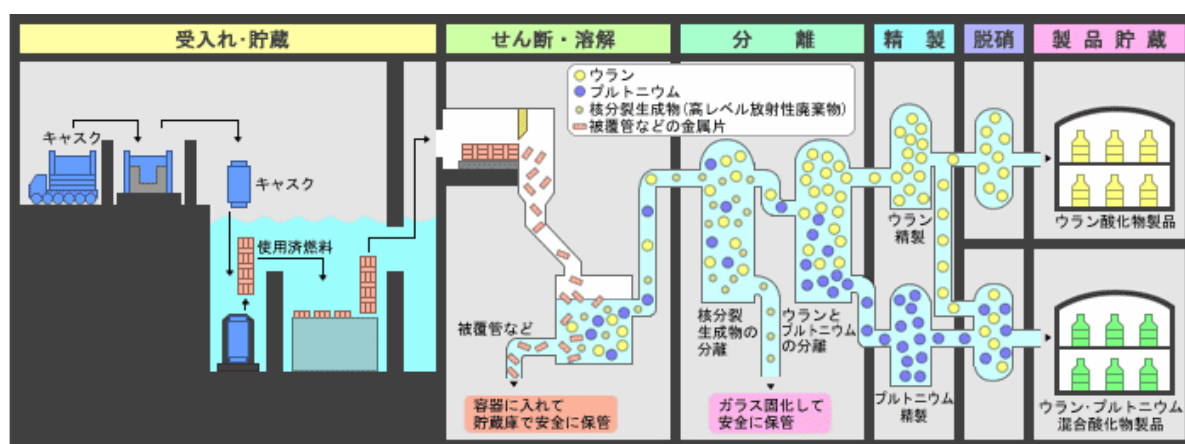 受入れ・貯蔵
せん断・溶解
分離
精製
脱硝
製品貯蔵
ウラン
プルトニウム
核分裂生成物(高レベル放射性廃棄物)
被覆管などの金属片
キャスク
キャスク
使用済燃料
被覆管など
容器に入れて
貯蔵庫で安全に保管
核分裂
生成物の
分離
ウランと
プルトニウム
の分離
ガラス固化して
安全に保管
ウラン
精製
プルトニウム
精製
ウラン酸化物製品
ウラン・プルトニウム
混合酸化物製品